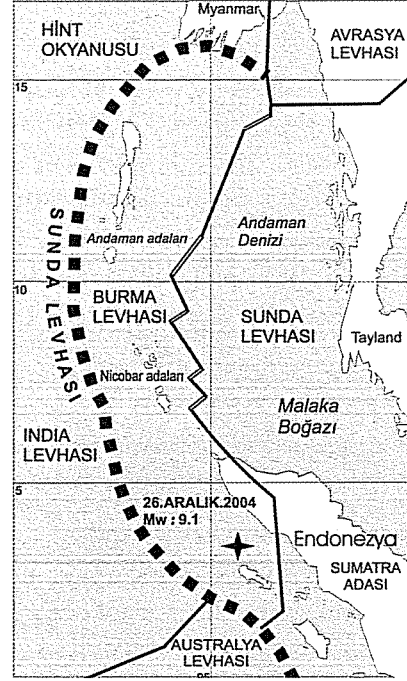 Myanmar
HİNT
OKYANUSU
AVRASYA
LEVHASI
15
SUNDA LEVHASI
Andaman adaları
Andaman
Denizi
10
BURMA
LEVHASI
SUNDA
LEVHASI
Tayland
Nicobar adaları
Malaka
Boğazı
INDIA
LEVHASI
5
26.ARALIK.2004
Mw : 9.1
Endonezya
SUMATRA
ADASI
AUSTRALYA
LEVHASI
95